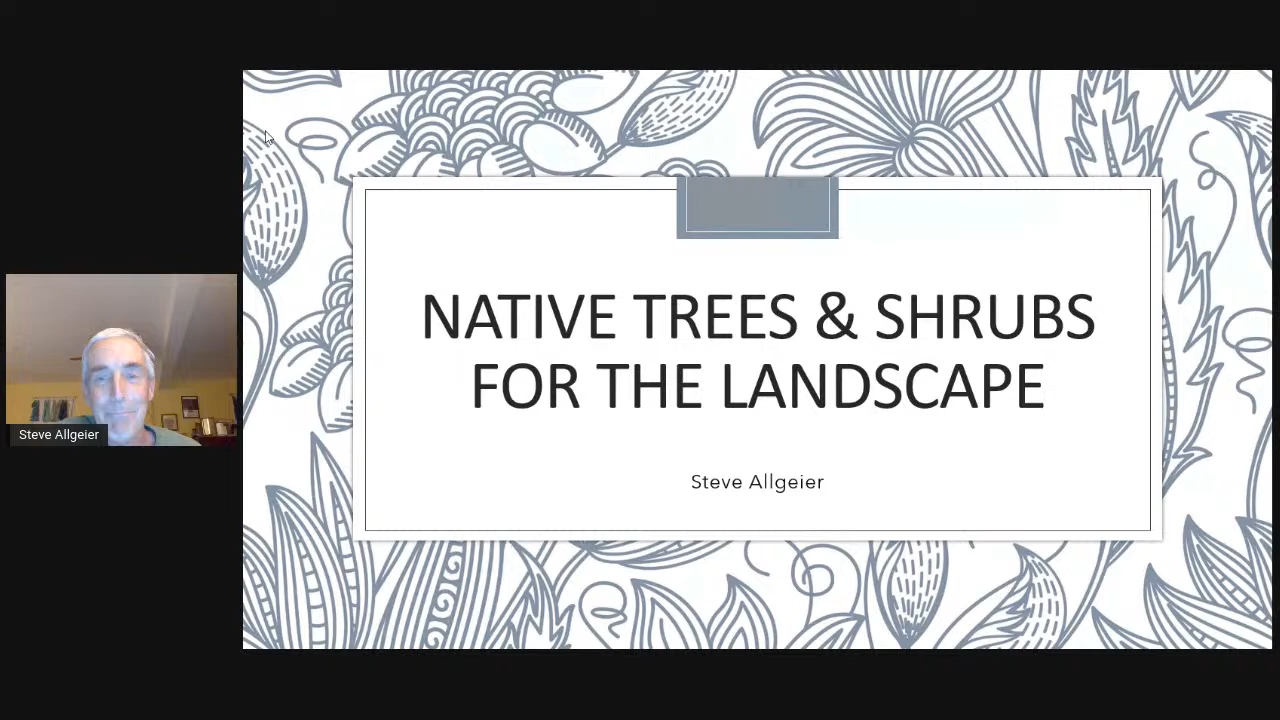 NATIVE TREES & SHRUBS
FOR THE LANDSCAPE
Steve Allgeier
Steve Allgeier